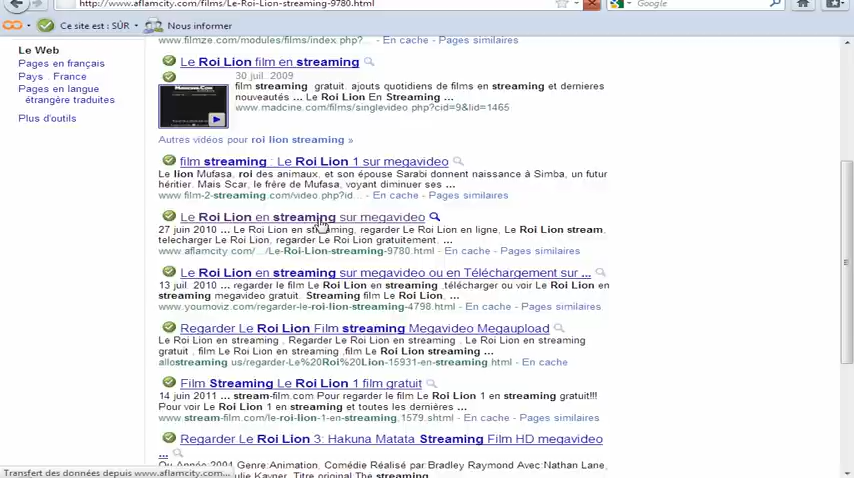 http://www.aflamcity.com/films/Le-Roi-Lion-streaming-9780.html
Google
Ce site est : SÛR
Nous informer
Le Web
Pages en français
Pays : France
Pages en langue
étrangère traduites
Plus d'outils
www.filmze.com/modules/films/index.php?... - En cache - Pages similaires
Le Roi Lion film en streaming
30 juil. 2009
film streaming gratuit. ajouts quotidiens de films en streaming et dernieres
nouveautés ... Le Roi Lion En Streaming ...
www.madcine.com/films/singlevideo.php?cid=9&lid=1465
Autres vidéos pour roi lion streaming »
film streaming : Le Roi Lion 1 sur megavideo
Le lion Mufasa, roi des animaux, et son épouse Sarabi donnent naissance à Simba, un futur
héritier. Mais Scar, le frère de Mufasa, voyant diminuer ses ...
www.film-2-streaming.com/video.php?id... - En cache - Pages similaires
Le Roi Lion en streaming sur megavideo
27 juin 2010 ... Le Roi Lion en streaming, regarder Le Roi Lion en ligne, Le Roi Lion stream,
telecharger Le Roi Lion, regarder Le Roi Lion gratuitement. ...
www.aflamcity.com/.../Le-Roi-Lion-streaming-9780.html - En cache - Pages similaires
Le Roi Lion en streaming sur megavideo ou en Téléchargement sur ...
13 juil. 2010 ... regarder le film Le Roi Lion en streaming ,télécharger ou voir Le Roi Lion en
streaming megavideo gratuit. Streaming film Le Roi Lion, ...
www.youmoviz.com/regarder-le-roi-lion-streaming-4798.html - En cache - Pages similaires
Regarder Le Roi Lion Film streaming Megavideo Megaupload
Le Roi Lion en streaming , Regarder Le Roi Lion en streaming , Le Roi Lion en streaming
gratuit , film Le Roi Lion en streaming ,film Le Roi Lion streaming ...
allostreaming.us/regarder-Le%20Roi%20Lion-15931-en-streaming.html - En cache
Film Streaming Le Roi Lion 1 film gratuit
14 juin 2011 ... stream-film.com Pour regarder le film Le Roi Lion 1 en streaming gratuit!!!
Pour voir Le Roi Lion 1 en streaming et toutes les dernières ...
www.stream-film.com/le-roi-lion-1-en-streaming,1579.shtml - En cache - Pages similaires
Regarder Le Roi Lion 3: Hakuna Matata Streaming Film HD megavideo
...
Ou Année:2004 Genre:Animation, Comédie Réalisé par Bradley Raymond Avec:Nathan Lane,
Julie Kavner, Titre original:The streaming
Transfert des données depuis www.aflamcity.com...